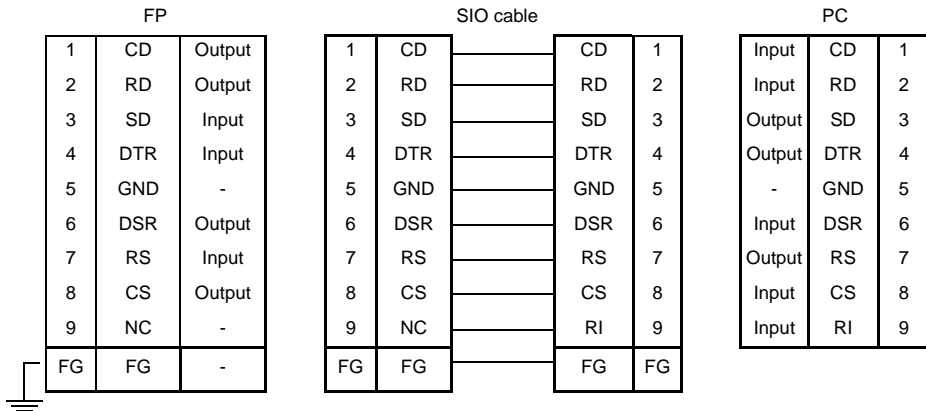 FP SIO cable PC
1 CD Output 1 CD CD 1 Input CD 1
2 RD Output 2 RD RD 2 Input RD 2
3 SD Input 3 SD SD 3 Output SD 3
4 DTR Input 4 DTR DTR 4 Output DTR 4
5 GND - 5 GND GND 5 - GND 5
6 DSR Output 6 DSR DSR 6 Input DSR 6
7 RS Input 7 RS RS 7 Output RS 7
8 CS Output 8 CS CS 8 Input CS 8
9 NC - 9 NC RI 9 Input RI 9
FG FG - FG FG FG FG